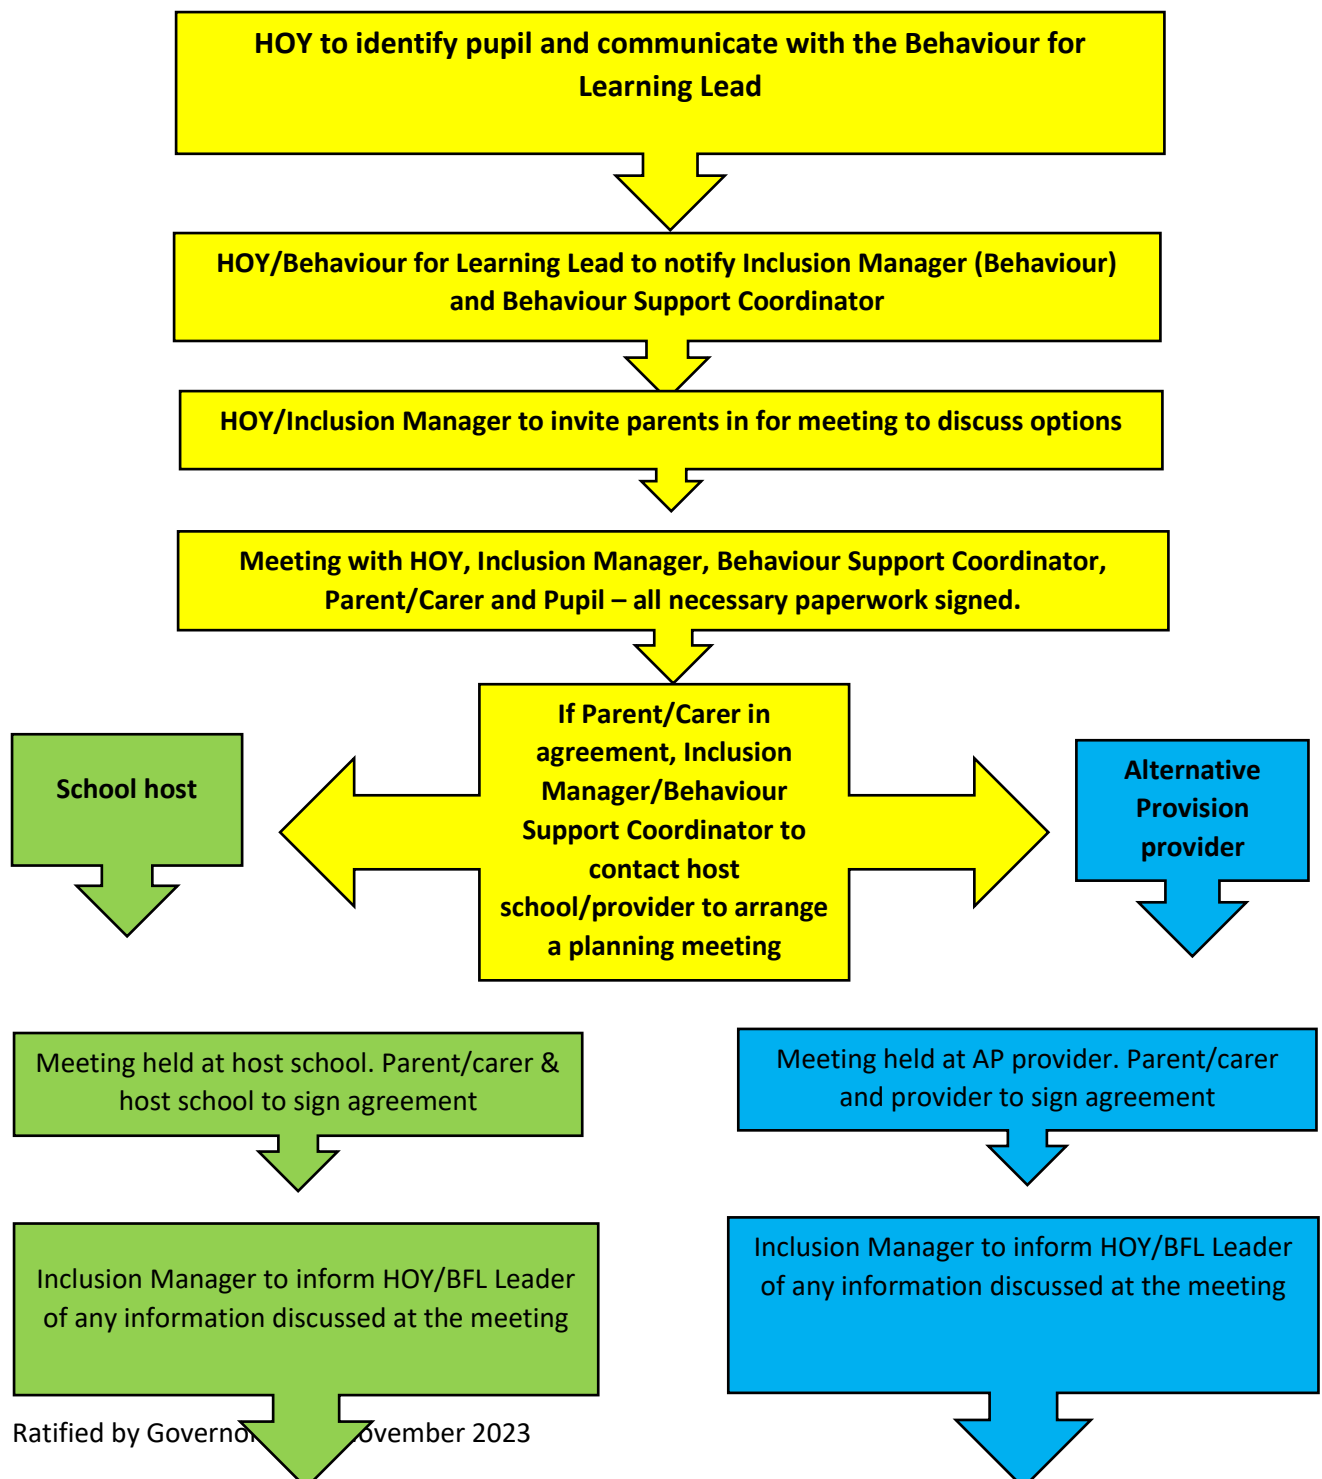 HOY to identify pupil and communicate with the Behaviour for
Learning Lead
HOY/Behaviour for Learning Lead to notify Inclusion Manager (Behaviour)
and Behaviour Support Coordinator
HOY/Inclusion Manager to invite parents in for meeting to discuss options
Meeting with HOY, Inclusion Manager, Behaviour Support Coordinator,
Parent/Carer and Pupil – all necessary paperwork signed.
School host
If Parent/Carer in
agreement, Inclusion
Manager/Behaviour
Support Coordinator to
contact host
school/provider to arrange
a planning meeting
Alternative
Provision
provider
Meeting held at host school. Parent/carer &
host school to sign agreement
Meeting held at AP provider. Parent/carer
and provider to sign agreement
Inclusion Manager to inform HOY/BFL Leader
of any information discussed at the meeting
Inclusion Manager to inform HOY/BFL Leader
of any information discussed at the meeting
Ratified by 2023